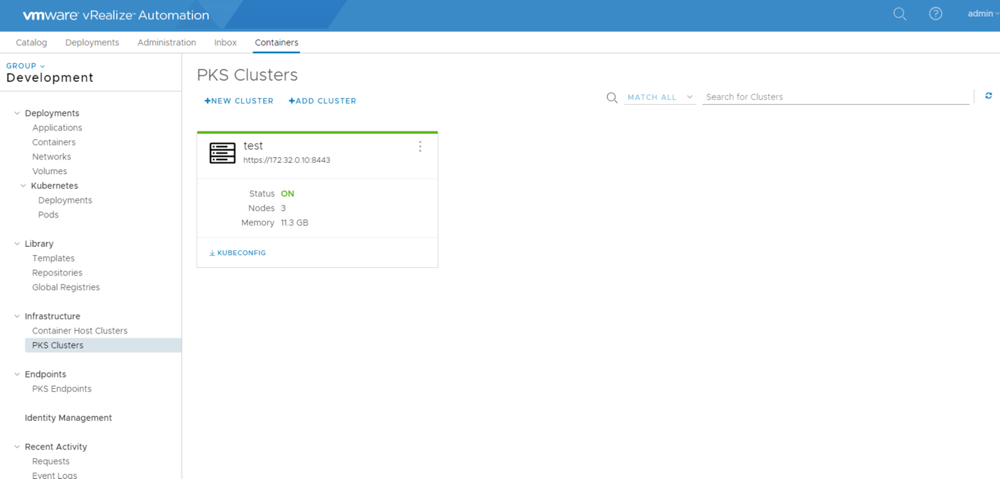 vmware® vRealize™ Automation
admin
Catalog Deployments Administration Inbox Containers
GROUP
Development
Deployments
Applications
Containers
Networks
Volumes
Kubernetes
Deployments
Pods
Library
Templates
Repositories
Global Registries
Infrastructure
Container Host Clusters
PKS Clusters
Endpoints
PKS Endpoints
Identity Management
Recent Activity
Requests
Event Logs
PKS Clusters
+NEW CLUSTER +ADD CLUSTER
MATCH ALL Search for Clusters
test
https://172.32.0.10:8443
Status ON
Nodes 3
Memory 11.3 GB
KUBECONFIG